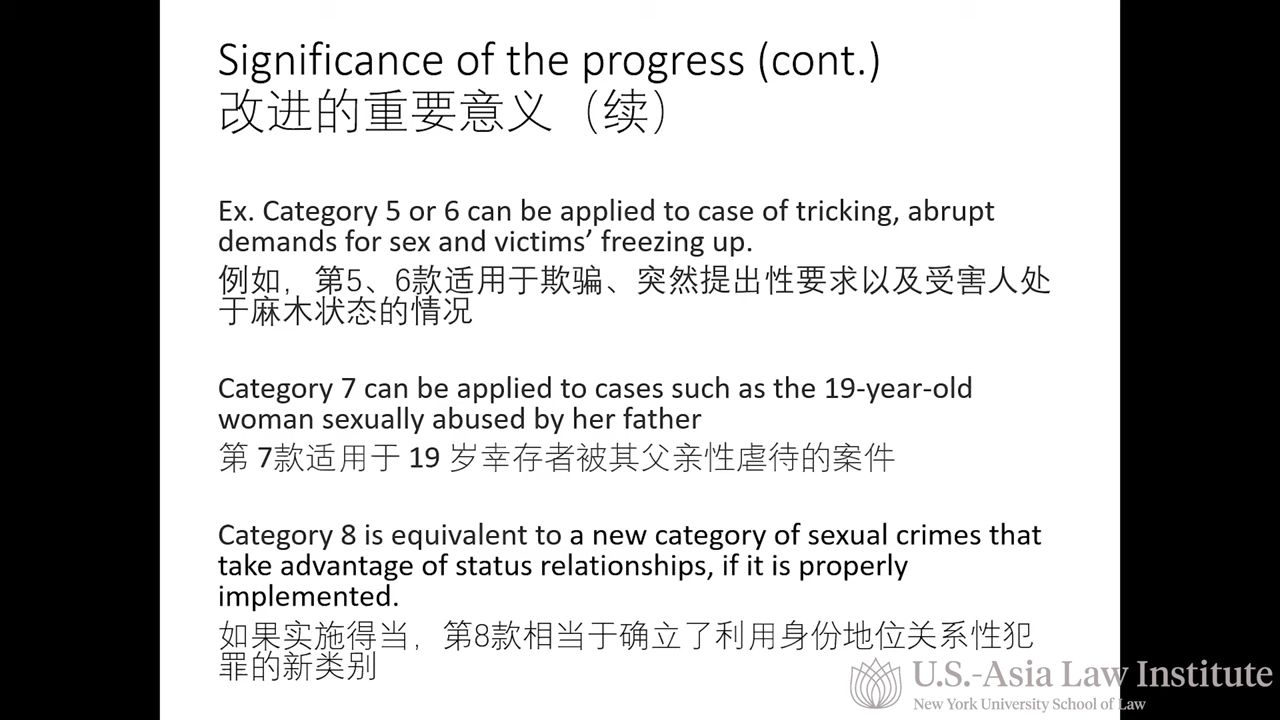 Significance of the progress (cont.)
改进的重要意义（续）
Ex. Category 5 or 6 can be applied to case of tricking, abrupt
demands for sex and victims’ freezing up.
例如，第5、6款适用于欺骗、突然提出性要求以及受害人处
于麻木状态的情况
Category 7 can be applied to cases such as the 19-year-old
woman sexually abused by her father
第 7款适用于 19 岁幸存者被其父亲性虐待的案件
Category 8 is equivalent to a new category of sexual crimes that
take advantage of status relationships, if it is properly
implemented.
如果实施得当，第8款相当于确立了利用身份地位关系性犯
罪的新类别
U.S.-Asia Law Institute
New York University School of Law